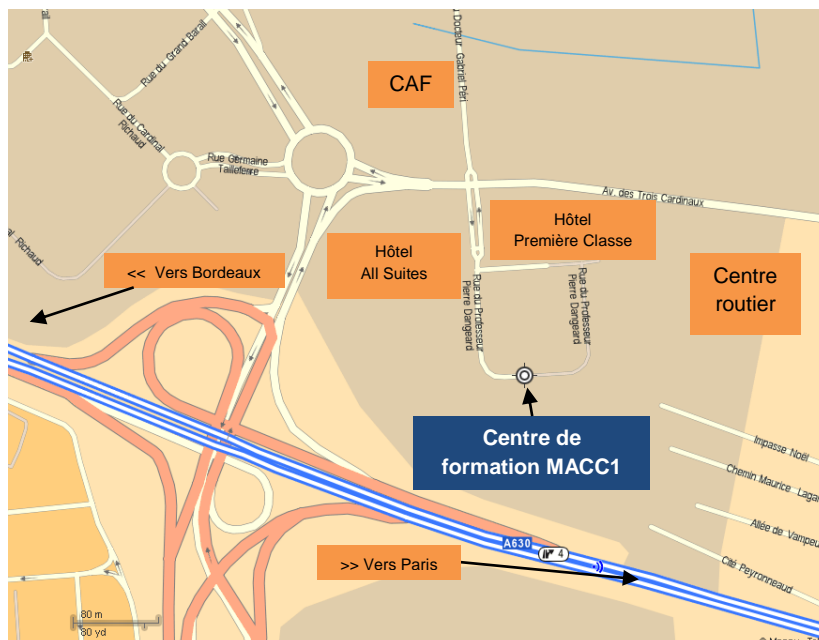 Rue du Grand Barail
Rue du Cardinal
Richaud
Rue Germaine
Tailleferre
Richaud
CAF
Docteur Gabriel Péri
Av. des Trois Cardinaux
Hôtel
Première Classe
Hôtel
All Suites
<< Vers Bordeaux
Centre
routier
Rue du Professeur
Pierre Dangeard
Rue du Professeur
Pierre Dangeard
Centre de
formation MACC1
Impasse Noël
Chemin Maurice
Allée de
Cité Peyronneaud
A630
4
>> Vers Paris
80 m
80 yd